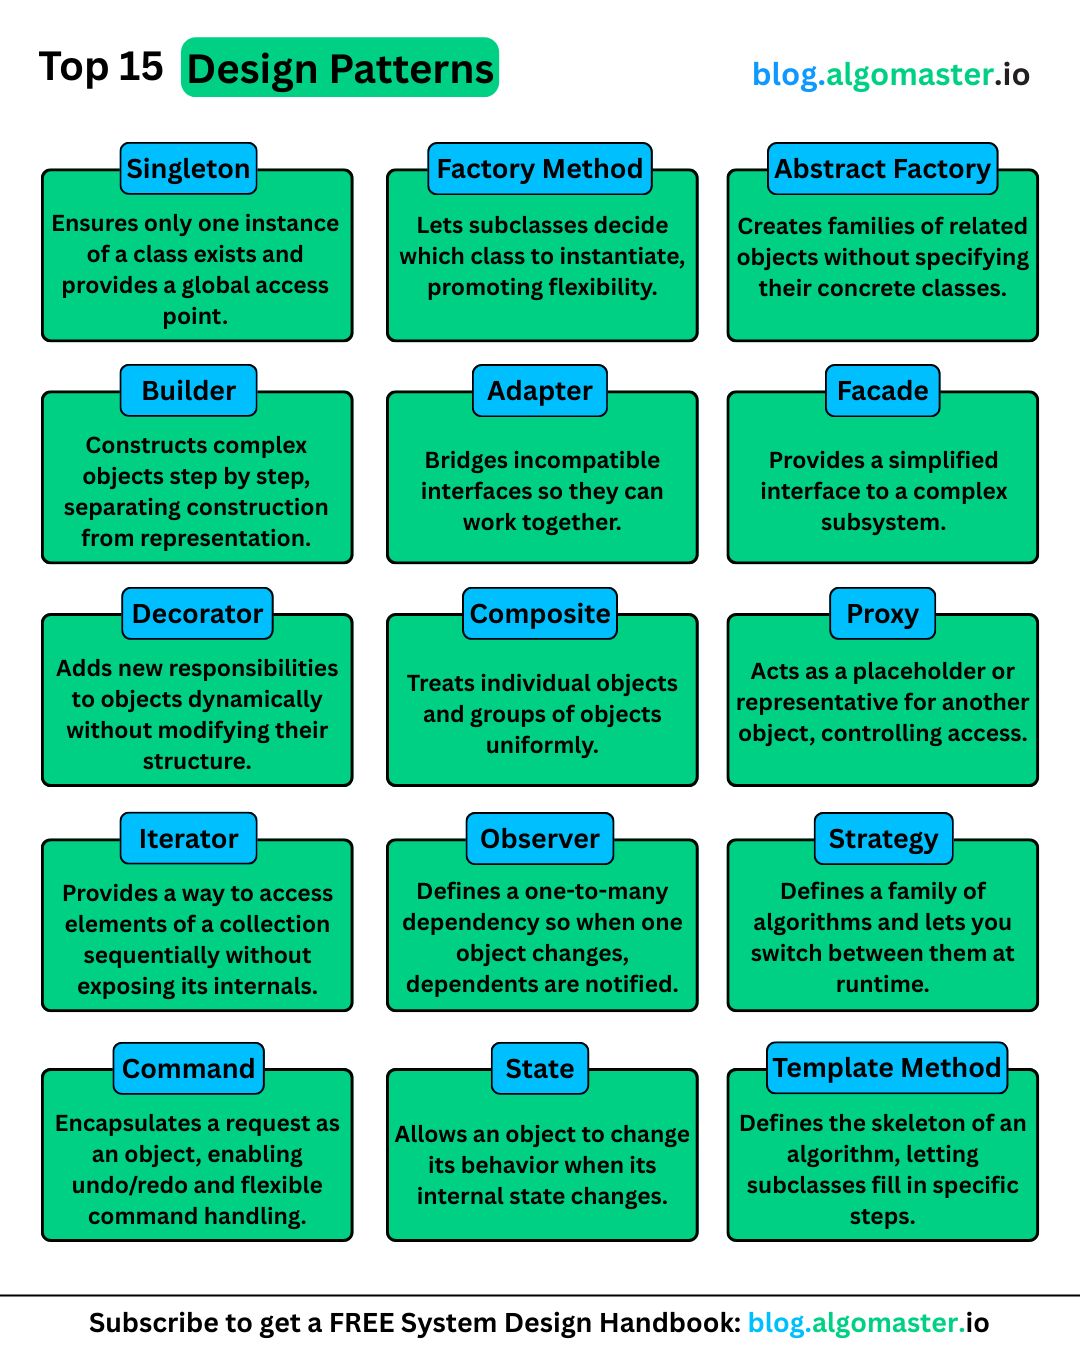 Top 15 Design Patterns
blog.algomaster.io
Singleton
Ensures only one instance
of a class exists and
provides a global access
point.
Factory Method
Lets subclasses decide
which class to instantiate,
promoting flexibility.
Abstract Factory
Creates families of related
objects without specifying
their concrete classes.
Builder
Constructs complex
objects step by step,
separating construction
from representation.
Adapter
Bridges incompatible
interfaces so they can
work together.
Facade
Provides a simplified
interface to a complex
subsystem.
Decorator
Adds new responsibilities
to objects dynamically
without modifying their
structure.
Composite
Treats individual objects
and groups of objects
uniformly.
Proxy
Acts as a placeholder or
representative for another
object, controlling access.
Iterator
Provides a way to access
elements of a collection
sequentially without
exposing its internals.
Observer
Defines a one-to-many
dependency so when one
object changes,
dependents are notified.
Strategy
Defines a family of
algorithms and lets you
switch between them at
runtime.
Command
Encapsulates a request as
an object, enabling
undo/redo and flexible
command handling.
State
Allows an object to change
its behavior when its
internal state changes.
Template Method
Defines the skeleton of an
algorithm, letting
subclasses fill in specific
steps.
Subscribe to get a FREE System Design Handbook: blog.algomaster.io